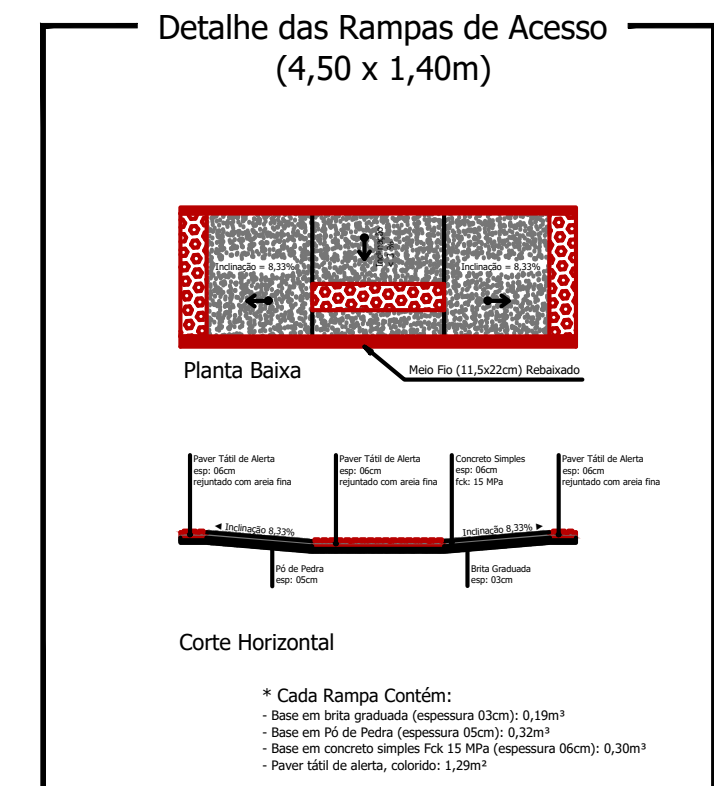 Detalhe das Rampas de Acesso
(4,50 x 1,40m)
Inclinação
Inclinação = 8,33%
Inclinação = 8,33%
Planta Baixa
Meio Fio (11,5x22cm) Rebaixado
Paver Tátil de Alerta
esp: 06cm
rejuntado com areia fina
Paver Tátil de Alerta
esp: 06cm
rejuntado com areia fina
Concreto Simples
esp: 06cm
fck: 15 MPa
Paver Tátil de Alerta
esp: 06cm
rejuntado com areia fina
◄ Inclinação 8,33%
Inclinação 8,33% ►
Pó de Pedra
esp: 05cm
Brita Graduada
esp: 03cm
Corte Horizontal
* Cada Rampa Contém:
- Base em brita graduada (espessura 03cm): 0,19m³
- Base em Pó de Pedra (espessura 05cm): 0,32m³
- Base em concreto simples Fck 15 MPa (espessura 06cm): 0,30m³
- Paver tátil de alerta, colorido: 1,29m²